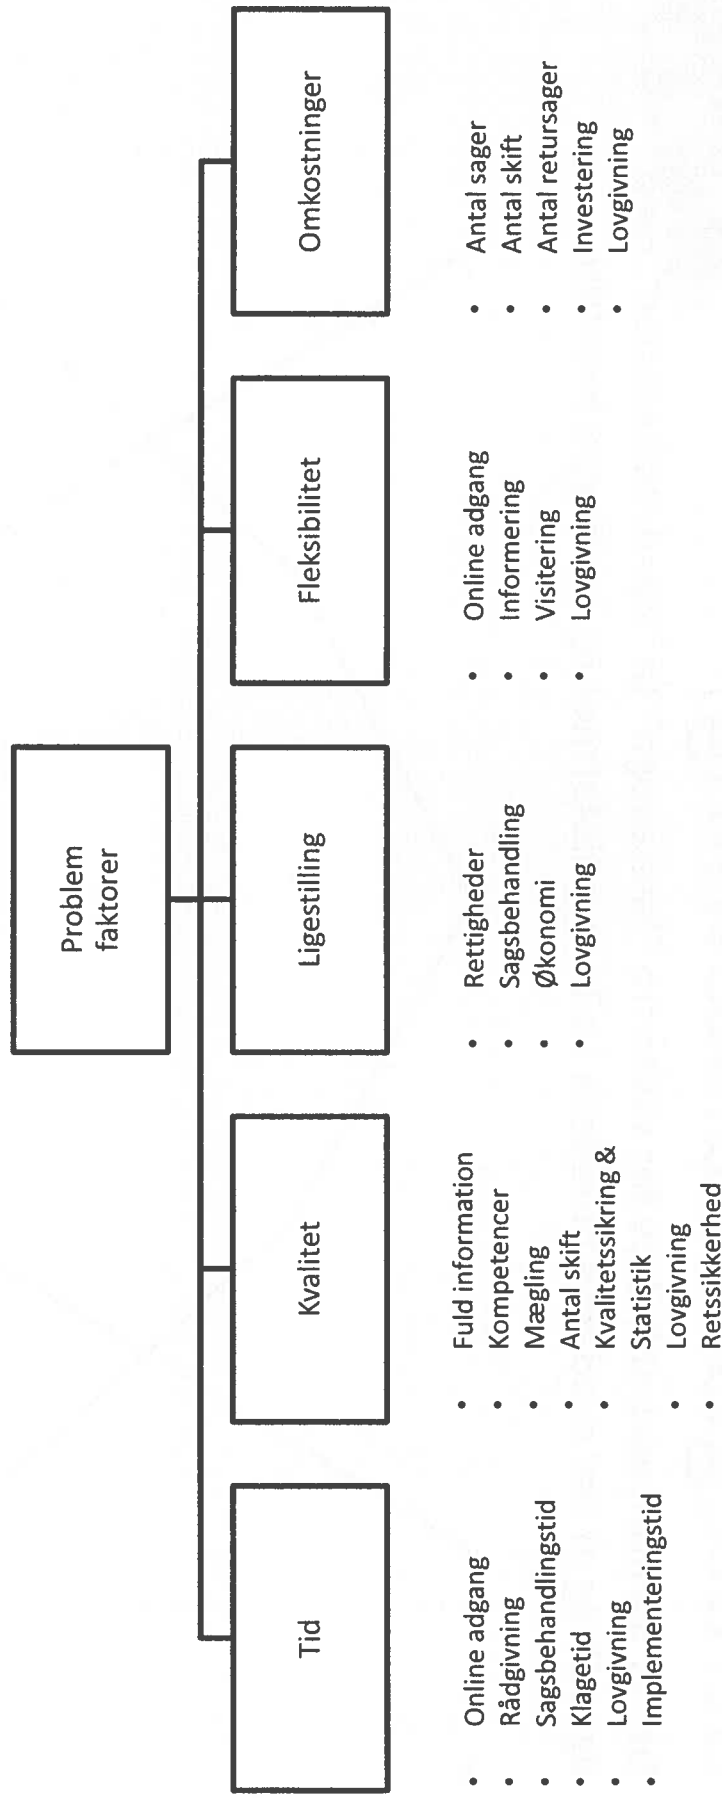 Problem
faktorer
Tid
Kvalitet
Ligestilling
Fleksibilitet
Omkostninger
• Online adgang
• Rådgivning
• Sagsbehandlingstid
• Klagetid
• Lovgivning
• Implementeringstid
• Fuld information
• Kompetencer
• Mægling
• Antal skift
• Kvalitetssikring &
Statistik
• Lovgivning
• Retssikkerhed
• Rettigheder
• Sagsbehandling
• Økonomi
• Lovgivning
• Online adgang
• Informering
• Visitering
• Lovgivning
• Antal sager
• Antal skift
• Antal retursager
• Investering
• Lovgivning